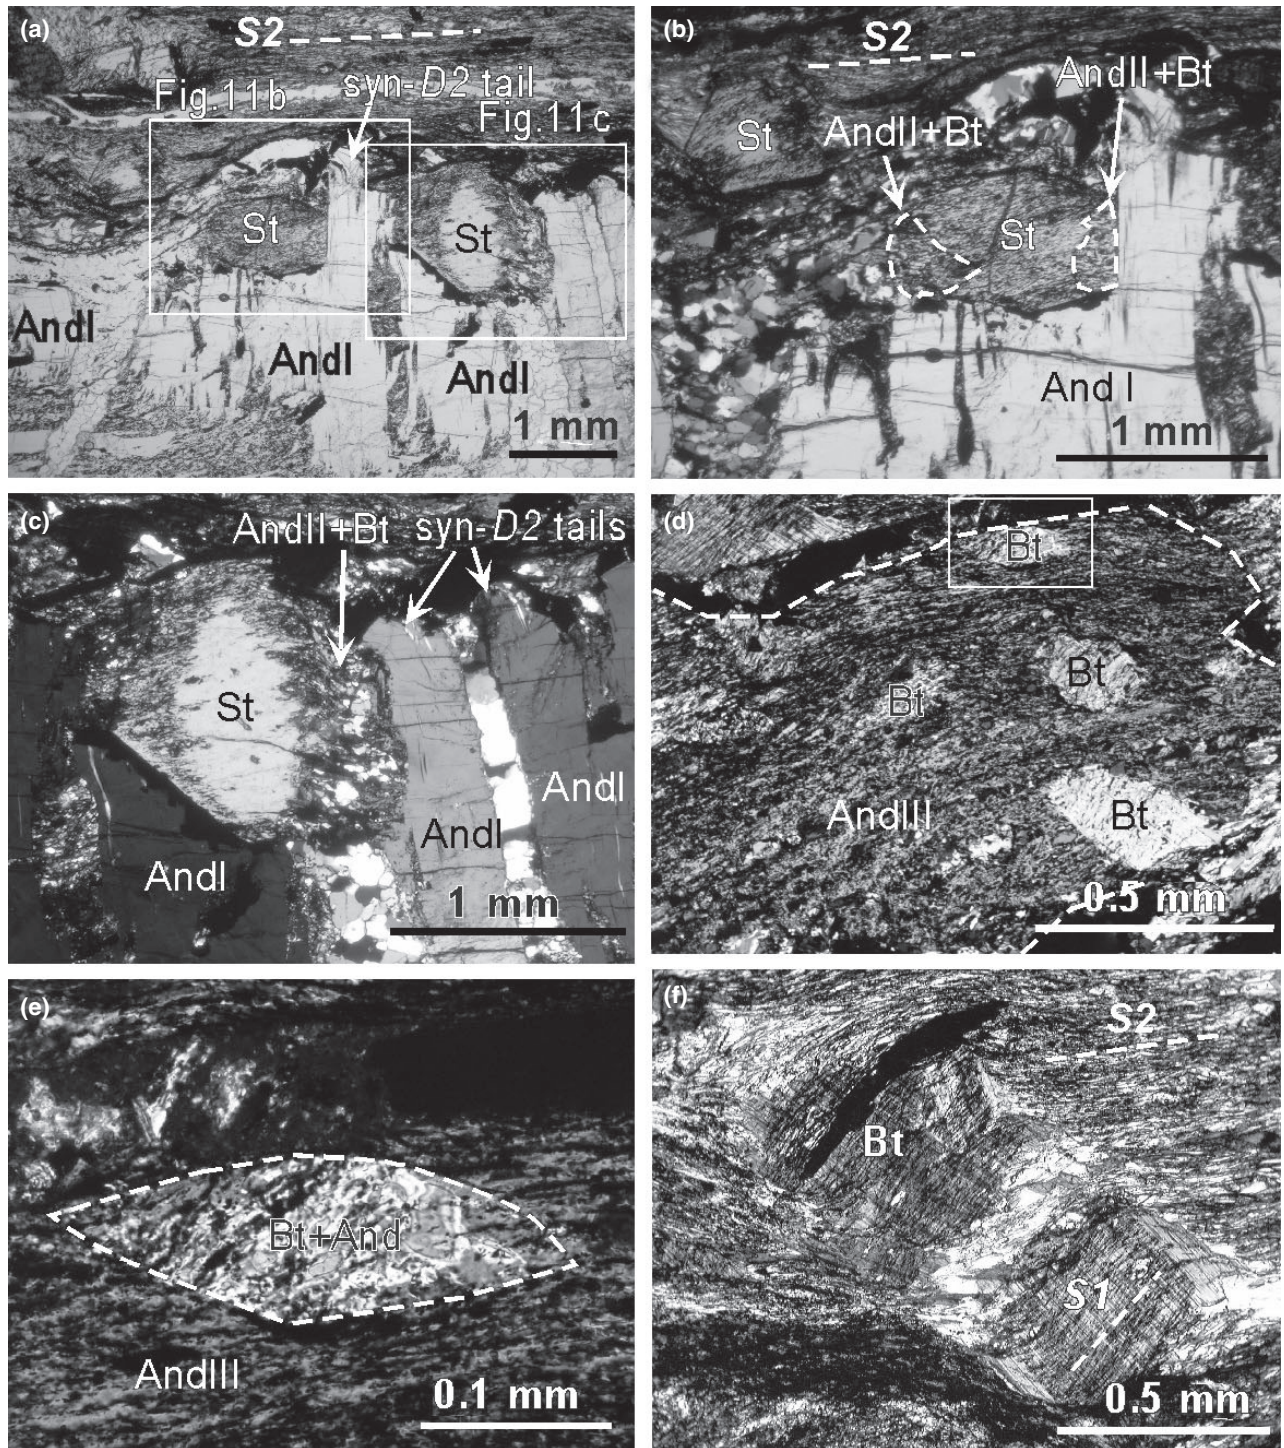 (a)
S2
Fig.11b
syn-D2 tail
Fig.11c
St
St
AndI
AndI
AndI
1 mm
(b)
S2
AndII+Bt
St
AndII+Bt
St
And I
1 mm
(c)
AndII+Bt
syn-D2 tails
St
AndI
AndI
AndI
1 mm
(d)
Bt
Bt
Bt
AndIII
Bt
0.5 mm
(e)
Bt+And
AndIII
0.1 mm
(f)
S2
Bt
S1
0.5 mm